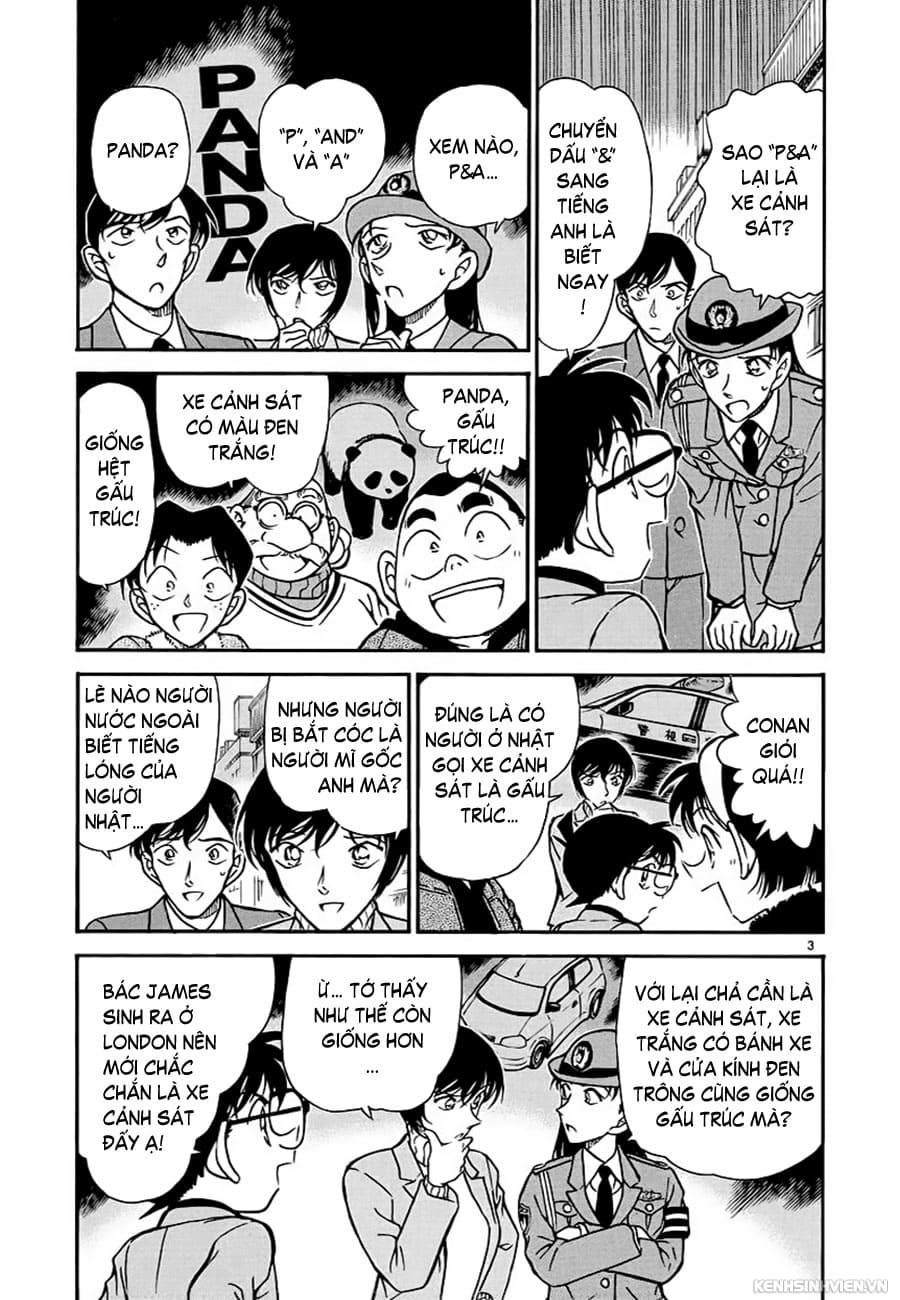 SAO "P&A"
LẠI LÀ
XE CẢNH
SÁT?
CHUYỂN
DẤU "&"
SANG
TIẾNG
ANH LÀ
BIẾT
NGAY
!
XEM NÀO,
P&A...
"P", "AND"
VÀ "A"
PANDA
PANDA?
PANDA,
GẤU
TRÚC!!
XE CẢNH SÁT
CÓ MÀU ĐEN
TRẮNG!
GIỐNG
HỆT
GẤU
TRÚC!
CONAN
GIỎI
QUÁ!!
警視
ĐÚNG LÀ CÓ
NGƯỜI Ở NHẬT
GỌI XE CẢNH
SÁT LÀ GẤU
TRÚC...
NHƯNG NGƯỜI
BỊ BẮT CÓC LÀ
NGƯỜI MĨ GỐC
ANH MÀ?
LẼ NÀO NGƯỜI
NƯỚC NGOÀI
BIẾT TIẾNG
LÓNG CỦA
NGƯỜI
NHẬT...
3
VỚI LẠI CHẢ CẦN LÀ
XE CẢNH SÁT, XE
TRẮNG CÓ BÁNH XE
VÀ CỬA KÍNH ĐEN
TRÔNG CŨNG GIỐNG
GẤU TRÚC MÀ?
Ừ... TỚ THẤY
NHƯ THẾ CÒN
GIỐNG HƠN
...
BÁC JAMES
SINH RA Ở
LONDON NÊN
MỚI CHẮC
CHẮN LÀ XE
CẢNH SÁT
ĐẤY Ạ!
KENHSINHVIEN.VN